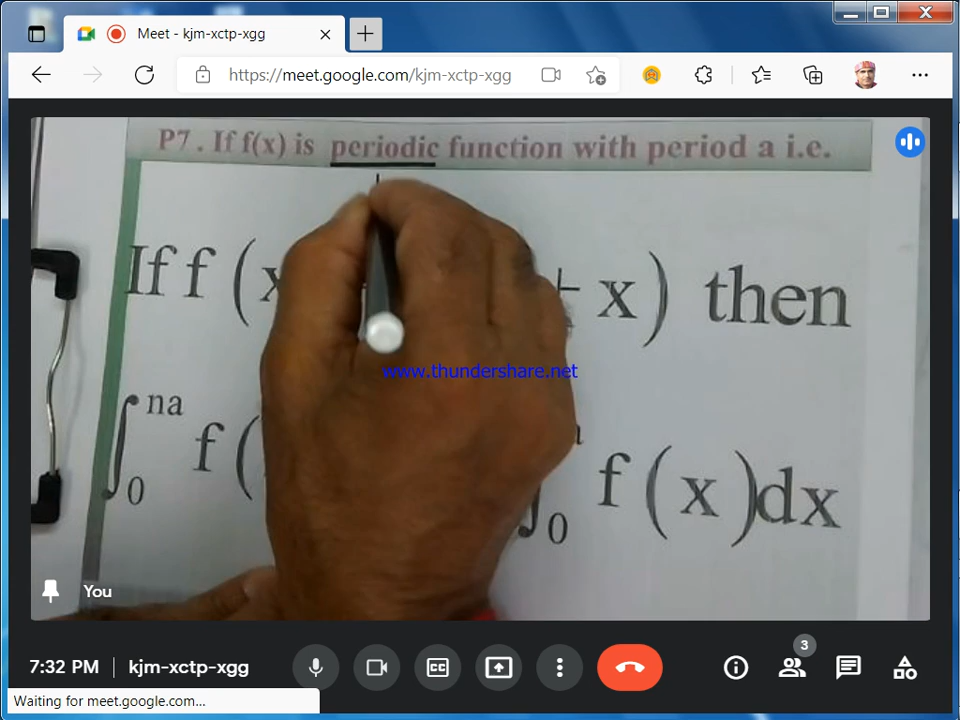 Meet - kjm-xctp-xgg
https://meet.google.com/kjm-xctp-xgg
P7 . If f(x) is periodic function with period a i.e.
If f (x + x) then
www.thundershare.net
na
f ( f (x)dx
∫0 ∫0
You
7:32 PM kjm-xctp-xgg
3
Waiting for meet.google.com...